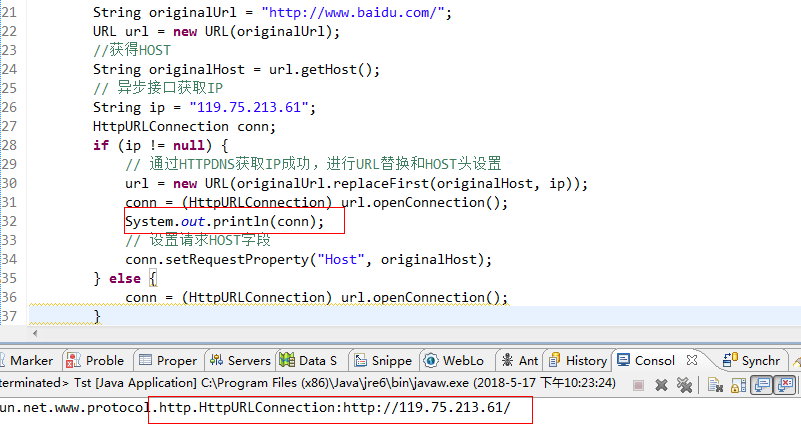 21 String originalUrl = "http://www.baidu.com/";
22 URL url = new URL(originalUrl);
23 //获得HOST
24 String originalHost = url.getHost();
25 // 异步接口获取IP
26 String ip = "119.75.213.61";
27 HttpURLConnection conn;
28 if (ip != null) {
29 // 通过HTTPDNS获取IP成功，进行URL替换和HOST头设置
30 url = new URL(originalUrl.replaceFirst(originalHost, ip));
31 conn = (HttpURLConnection) url.openConnection();
32 System.out.println(conn);
33 // 设置请求HOST字段
34 conn.setRequestProperty("Host", originalHost);
35 } else {
36 conn = (HttpURLConnection) url.openConnection();
37 }
Marker Proble Proper Servers Data S Snippe WebLo Ant History Consol Synchr
terminated> Tst [Java Application] C:\Program Files (x86)\Java\jre6\bin\javaw.exe (2018-5-17 下午10:23:24)
un.net.www.protocol.http.HttpURLConnection:http://119.75.213.61/